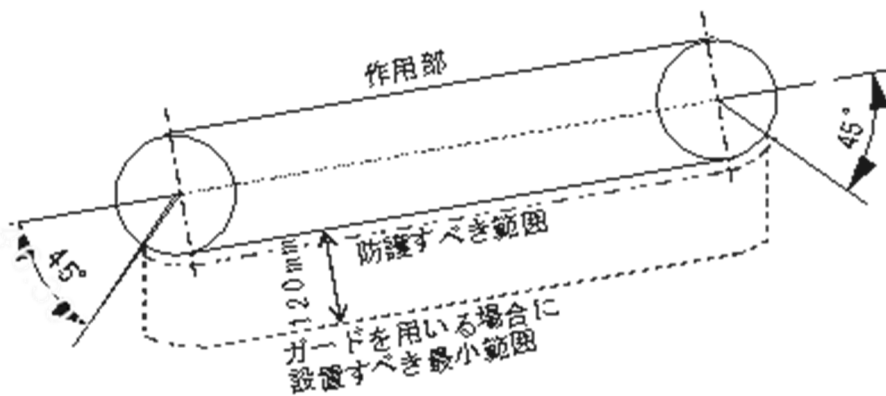 作用部
45°
45°
防護すべき範囲
120mm
ガードを用いる場合に
設置すべき最小範囲